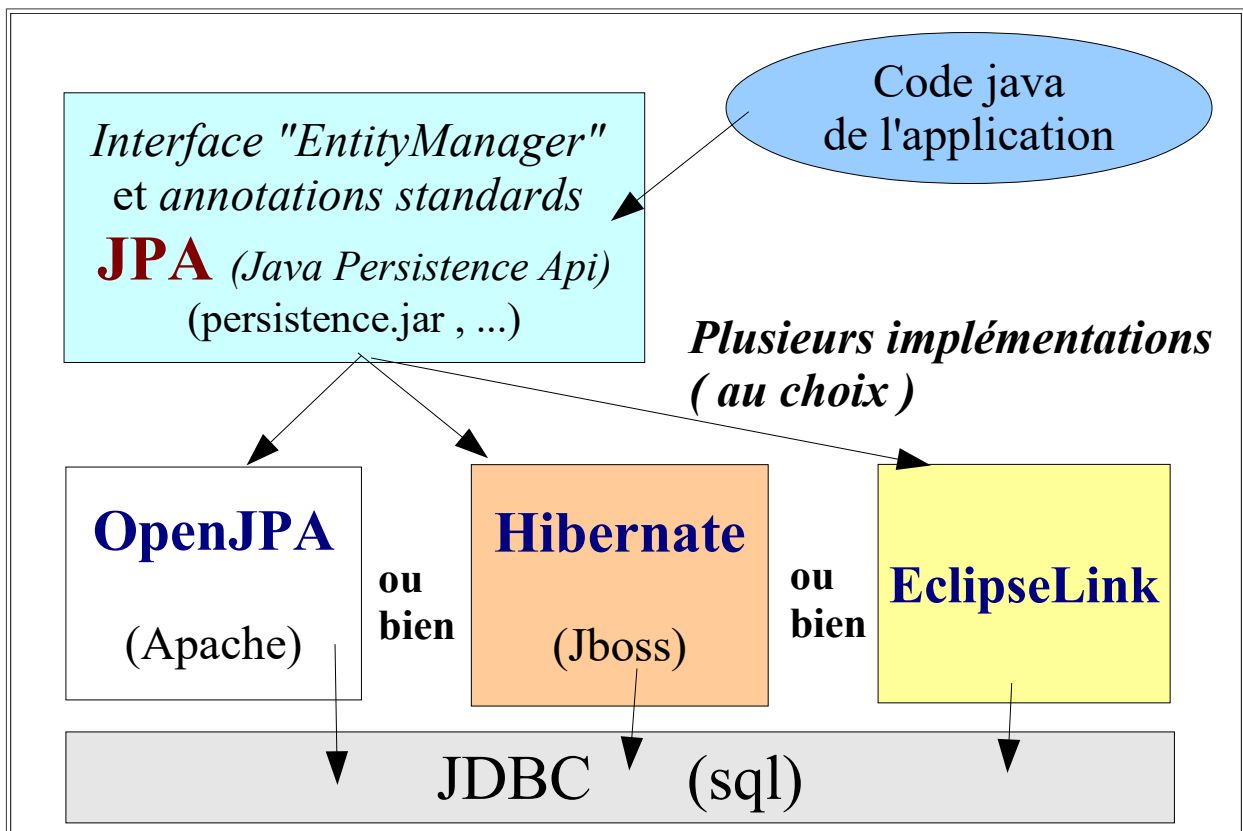 Code java
de l'application
Interface "EntityManager"
et annotations standards
JPA (Java Persistence Api)
(persistence.jar , ...)
Plusieurs implémentations
( au choix )
OpenJPA
(Apache)
ou
bien
Hibernate
(Jboss)
ou
bien
EclipseLink
JDBC (sql)